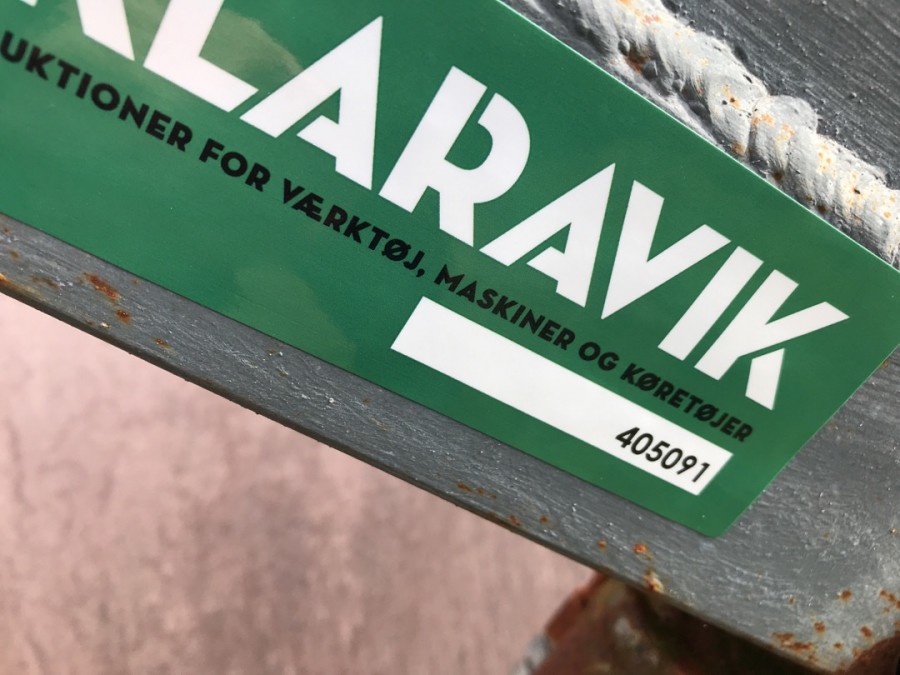 KLARAVIK
UKTIONER FOR VÆRKTØJ, MASKINER OG KØRETØJER
405091